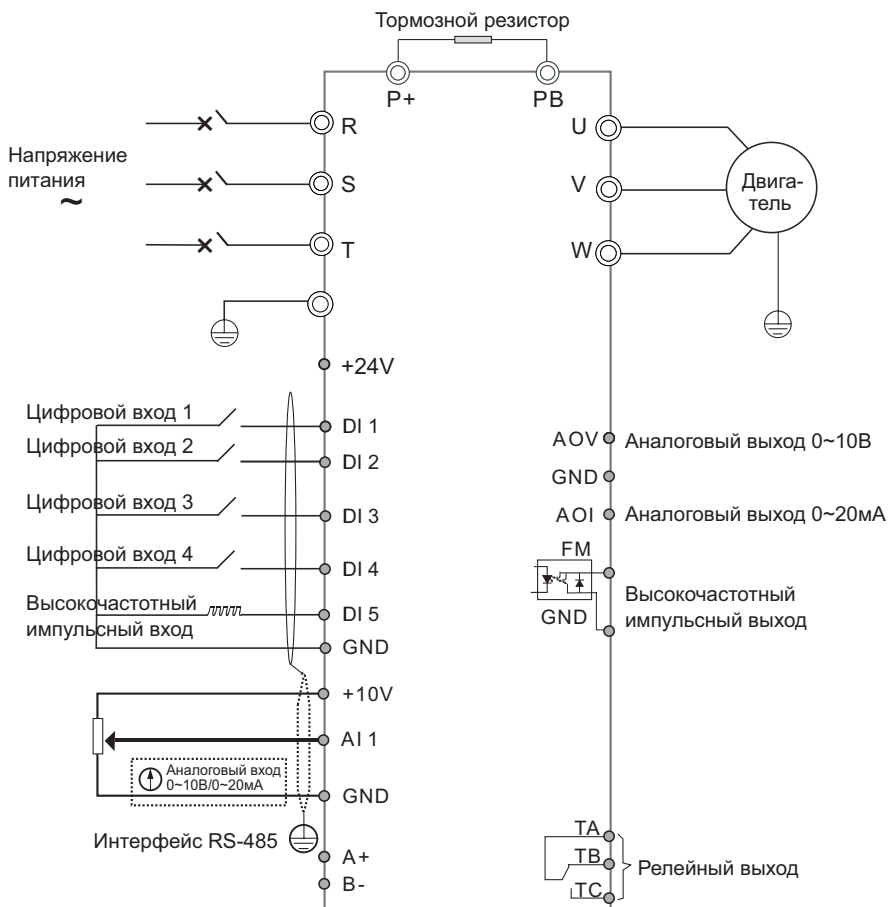 Тормозной резистор
P+
PB
R
S
T
Напряжение
питания
~
U
V
W
Двига-
тель
+24V
Цифровой вход 1
DI 1
Цифровой вход 2
DI 2
Цифровой вход 3
DI 3
Цифровой вход 4
DI 4
Высокочастотный
импульсный вход
DI 5
GND
+10V
AI 1
Аналоговый вход
0~10В/0~20мА
GND
Интерфейс RS-485
A+
B-
AOV
Аналоговый выход 0~10В
GND
AOI
Аналоговый выход 0~20мА
FM
GND
Высокочастотный
импульсный выход
TA
TB
TC
Релейный выход